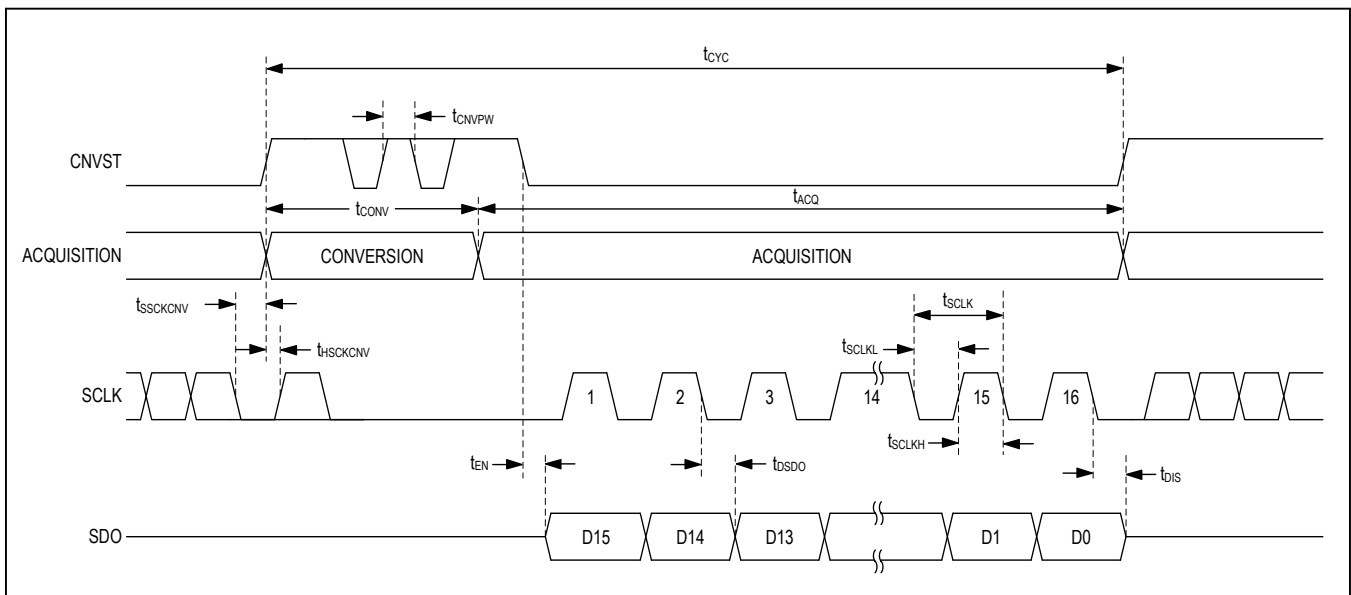 tCYC
tCNVPW
CNVST
tCONV
tACQ
ACQUISITION
CONVERSION
ACQUISITION
tSSCKCNV
tSCLK
tHSCKCNV
tSCLKL
SCLK
1
2
3
14
15
16
tSCLKH
tEN
tDSDO
tDIS
SDO
D15
D14
D13
D1
D0